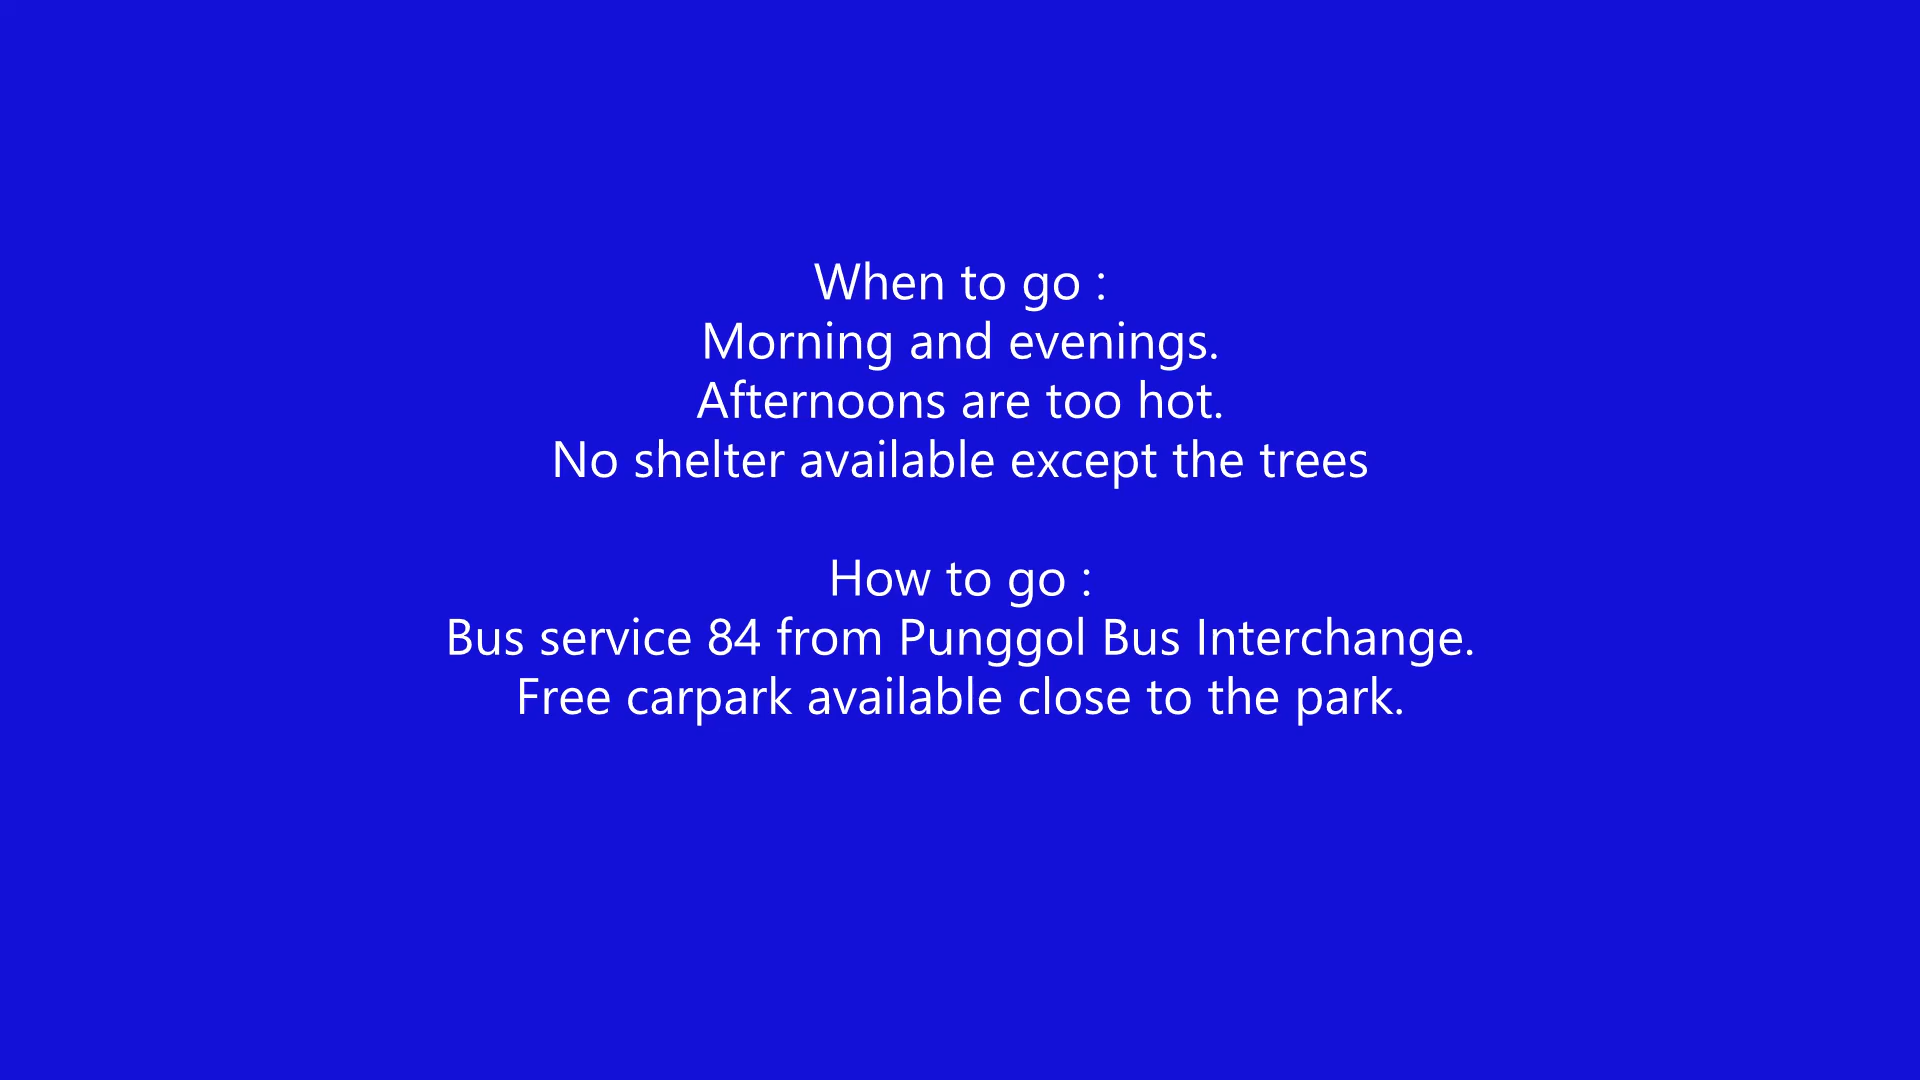 When to go :
Morning and evenings.
Afternoons are too hot.
No shelter available except the trees
How to go :
Bus service 84 from Punggol Bus Interchange.
Free carpark available close to the park.